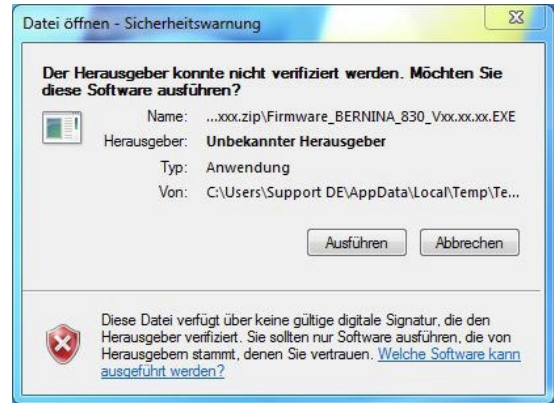 Datei öffnen - Sicherheitswarnung
Der Herausgeber konnte nicht verifiziert werden. Möchten Sie
diese Software ausführen?
Name: ...xxx.zip\Firmware_BERNINA_830_Vxx.xx.xx.EXE
Herausgeber: Unbekannter Herausgeber
Typ: Anwendung
Von: C:\Users\Support DE\AppData\Local\Temp\Te...
Ausführen Abbrechen
Diese Datei verfügt über keine gültige digitale Signatur, die den
Herausgeber verifiziert. Sie sollten nur Software ausführen, die von
Herausgebern stammt, denen Sie vertrauen. Welche Software kann
ausgeführt werden?